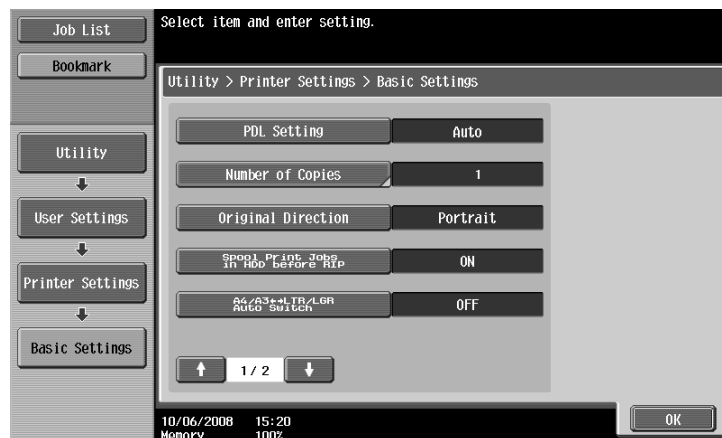 Job List
Bookmark
Select item and enter setting.
Utility > Printer Settings > Basic Settings
Utility
User Settings
Printer Settings
Basic Settings
PDL Setting
Auto
Number of Copies
1
Original Direction
Portrait
Spool Print Jobs
in HDD before RIP
ON
A4/A3↔LTR/LGR
Auto Switch
OFF
1/ 2
10/06/2008 15:20
Memory 100%
OK